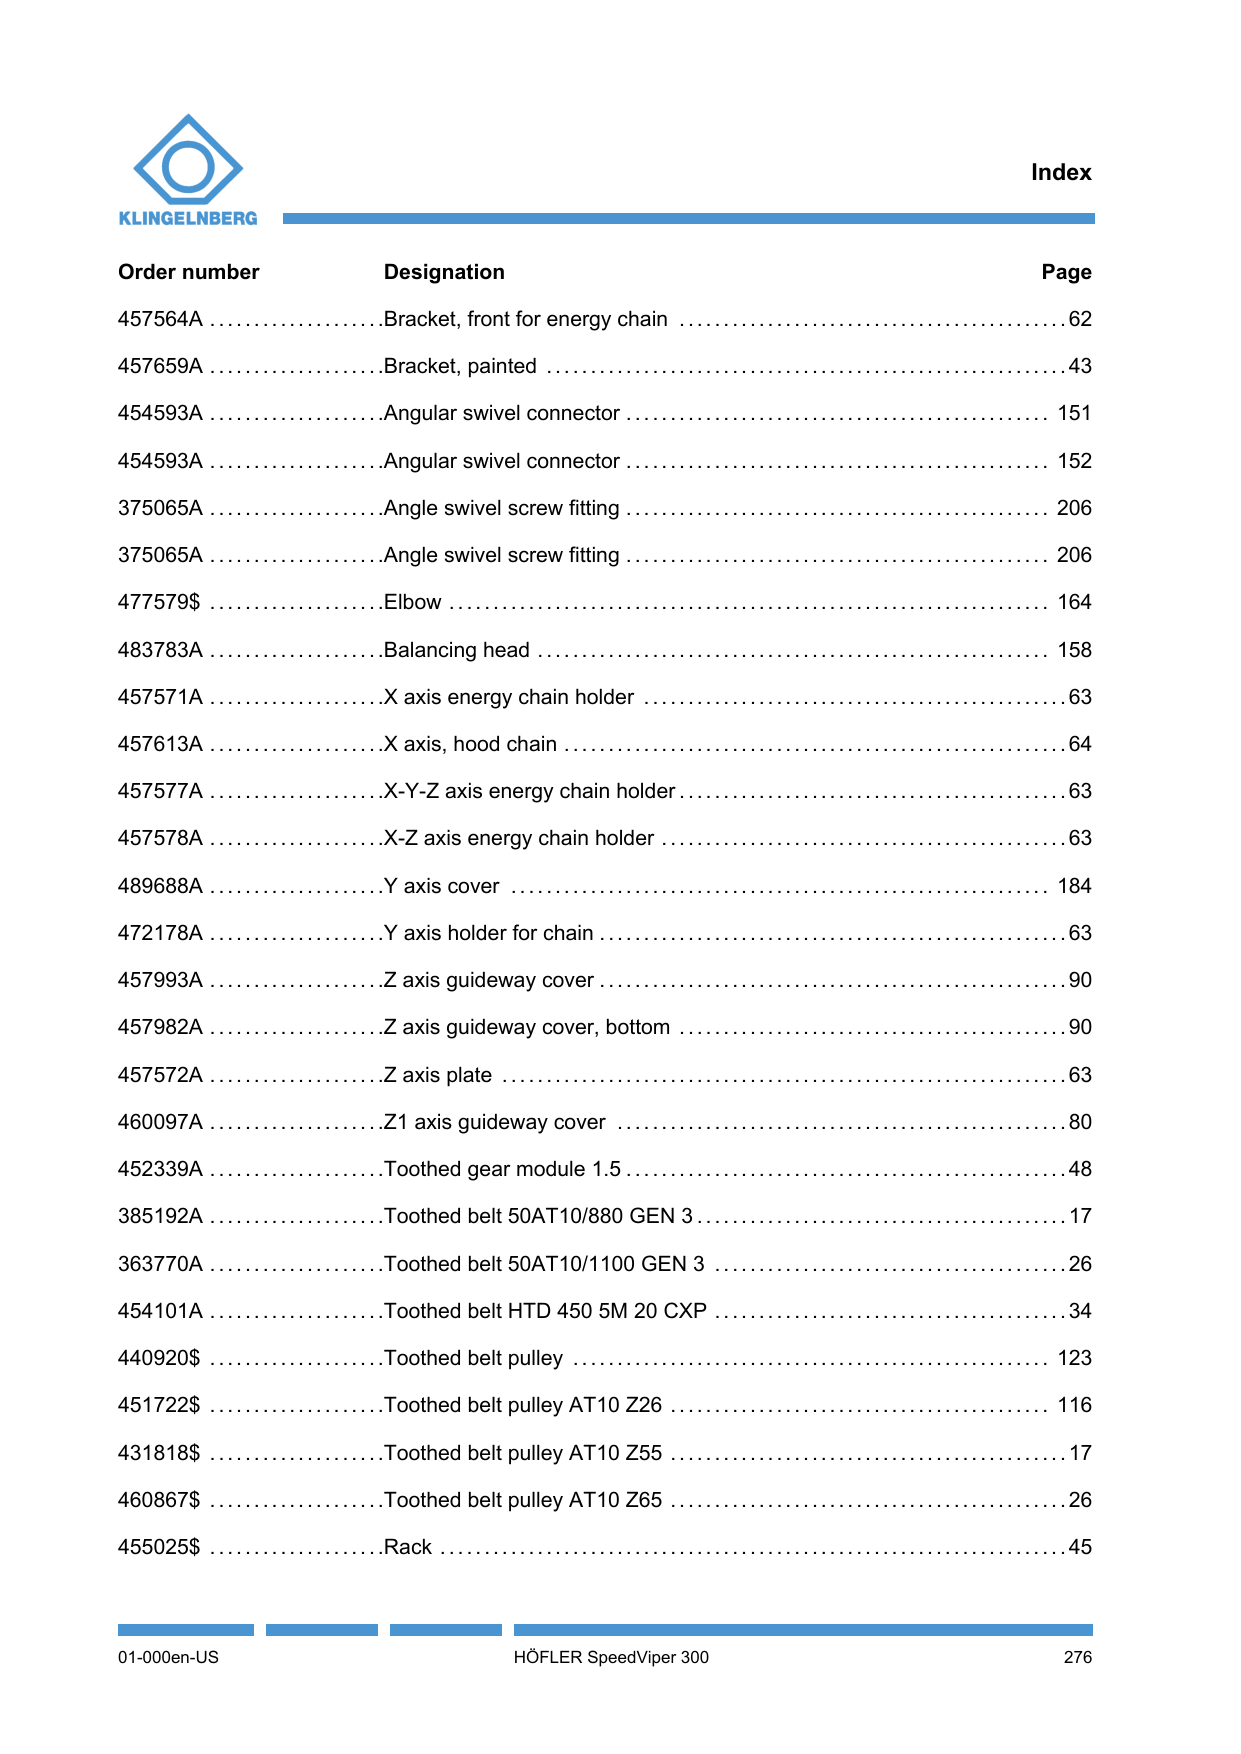 KLINGELNBERG
Index
Order number Designation Page
457564A ....................Bracket, front for energy chain ............................................62
457659A ....................Bracket, painted ...........................................................43
454593A ....................Angular swivel connector ................................................ 151
454593A ....................Angular swivel connector ................................................ 152
375065A ....................Angle swivel screw fitting ................................................ 206
375065A ....................Angle swivel screw fitting ................................................ 206
477579$ ....................Elbow .................................................................... 164
483783A ....................Balancing head .......................................................... 158
457571A ....................X axis energy chain holder ................................................63
457613A ....................X axis, hood chain .........................................................64
457577A ....................X-Y-Z axis energy chain holder............................................63
457578A ....................X-Z axis energy chain holder ..............................................63
489688A ....................Y axis cover ............................................................. 184
472178A ....................Y axis holder for chain .....................................................63
457993A ....................Z axis guideway cover .....................................................90
457982A ....................Z axis guideway cover, bottom ............................................90
457572A ....................Z axis plate ................................................................63
460097A ....................Z1 axis guideway cover ...................................................80
452339A ....................Toothed gear module 1.5 ..................................................48
385192A ....................Toothed belt 50AT10/880 GEN 3..........................................17
363770A ....................Toothed belt 50AT10/1100 GEN 3 ........................................26
454101A ....................Toothed belt HTD 450 5M 20 CXP ........................................34
440920$ ....................Toothed belt pulley ...................................................... 123
451722$ ....................Toothed belt pulley AT10 Z26 ........................................... 116
431818$ ....................Toothed belt pulley AT10 Z55 .............................................17
460867$ ....................Toothed belt pulley AT10 Z65 .............................................26
455025$ ....................Rack .......................................................................45
01-000en-US HÖFLER SpeedViper 300 276